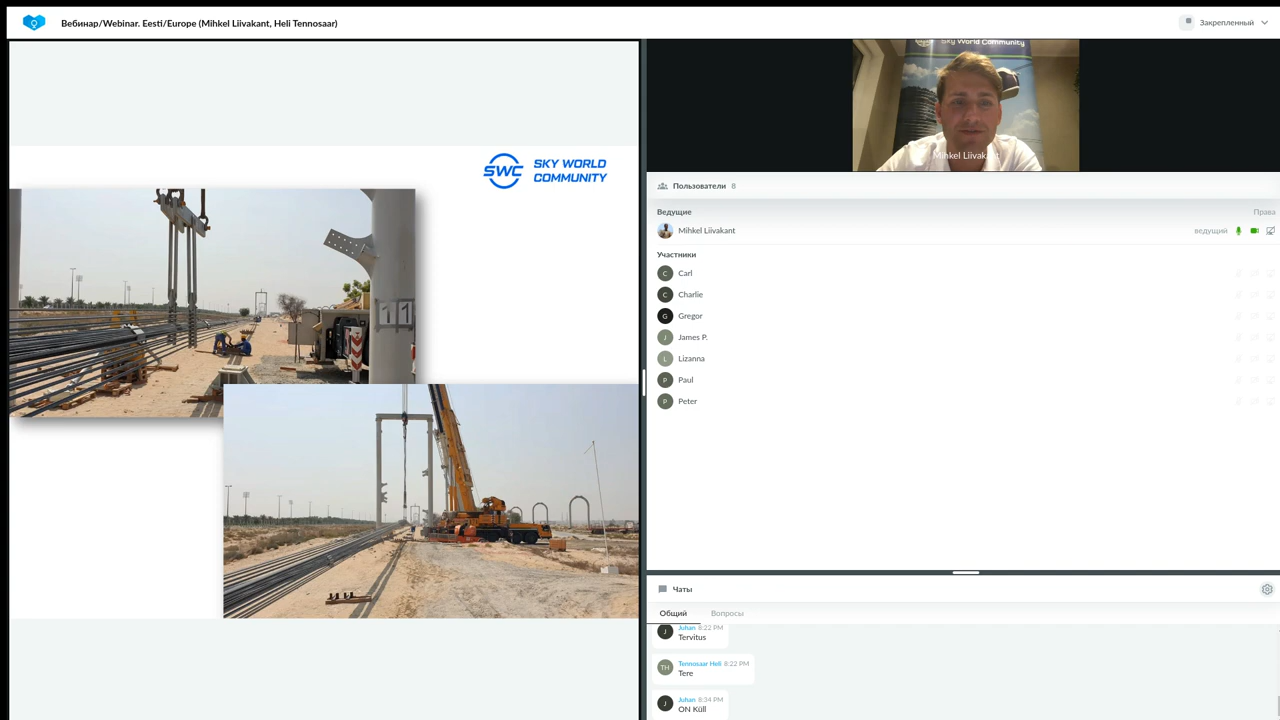 Вебинар/Webinar. Eesti/Europe (Mihkel Liivakant, Heli Tennosaar)
Закрепленный
SWC SKY WORLD
COMMUNITY
11
Sky World Community
Mihkel Liivakant
Пользователи 8
Ведущие Права
Mihkel Liivakant ведущий
Участники
C Carl
C Charlie
G Gregor
J James P.
L Lizanna
P Paul
P Peter
Чаты
Общий Вопросы
J Juhan 8:22 PM
Tervitus
TH Tennosaar Heli 8:22 PM
Tere
J Juhan 8:34 PM
ON Küll